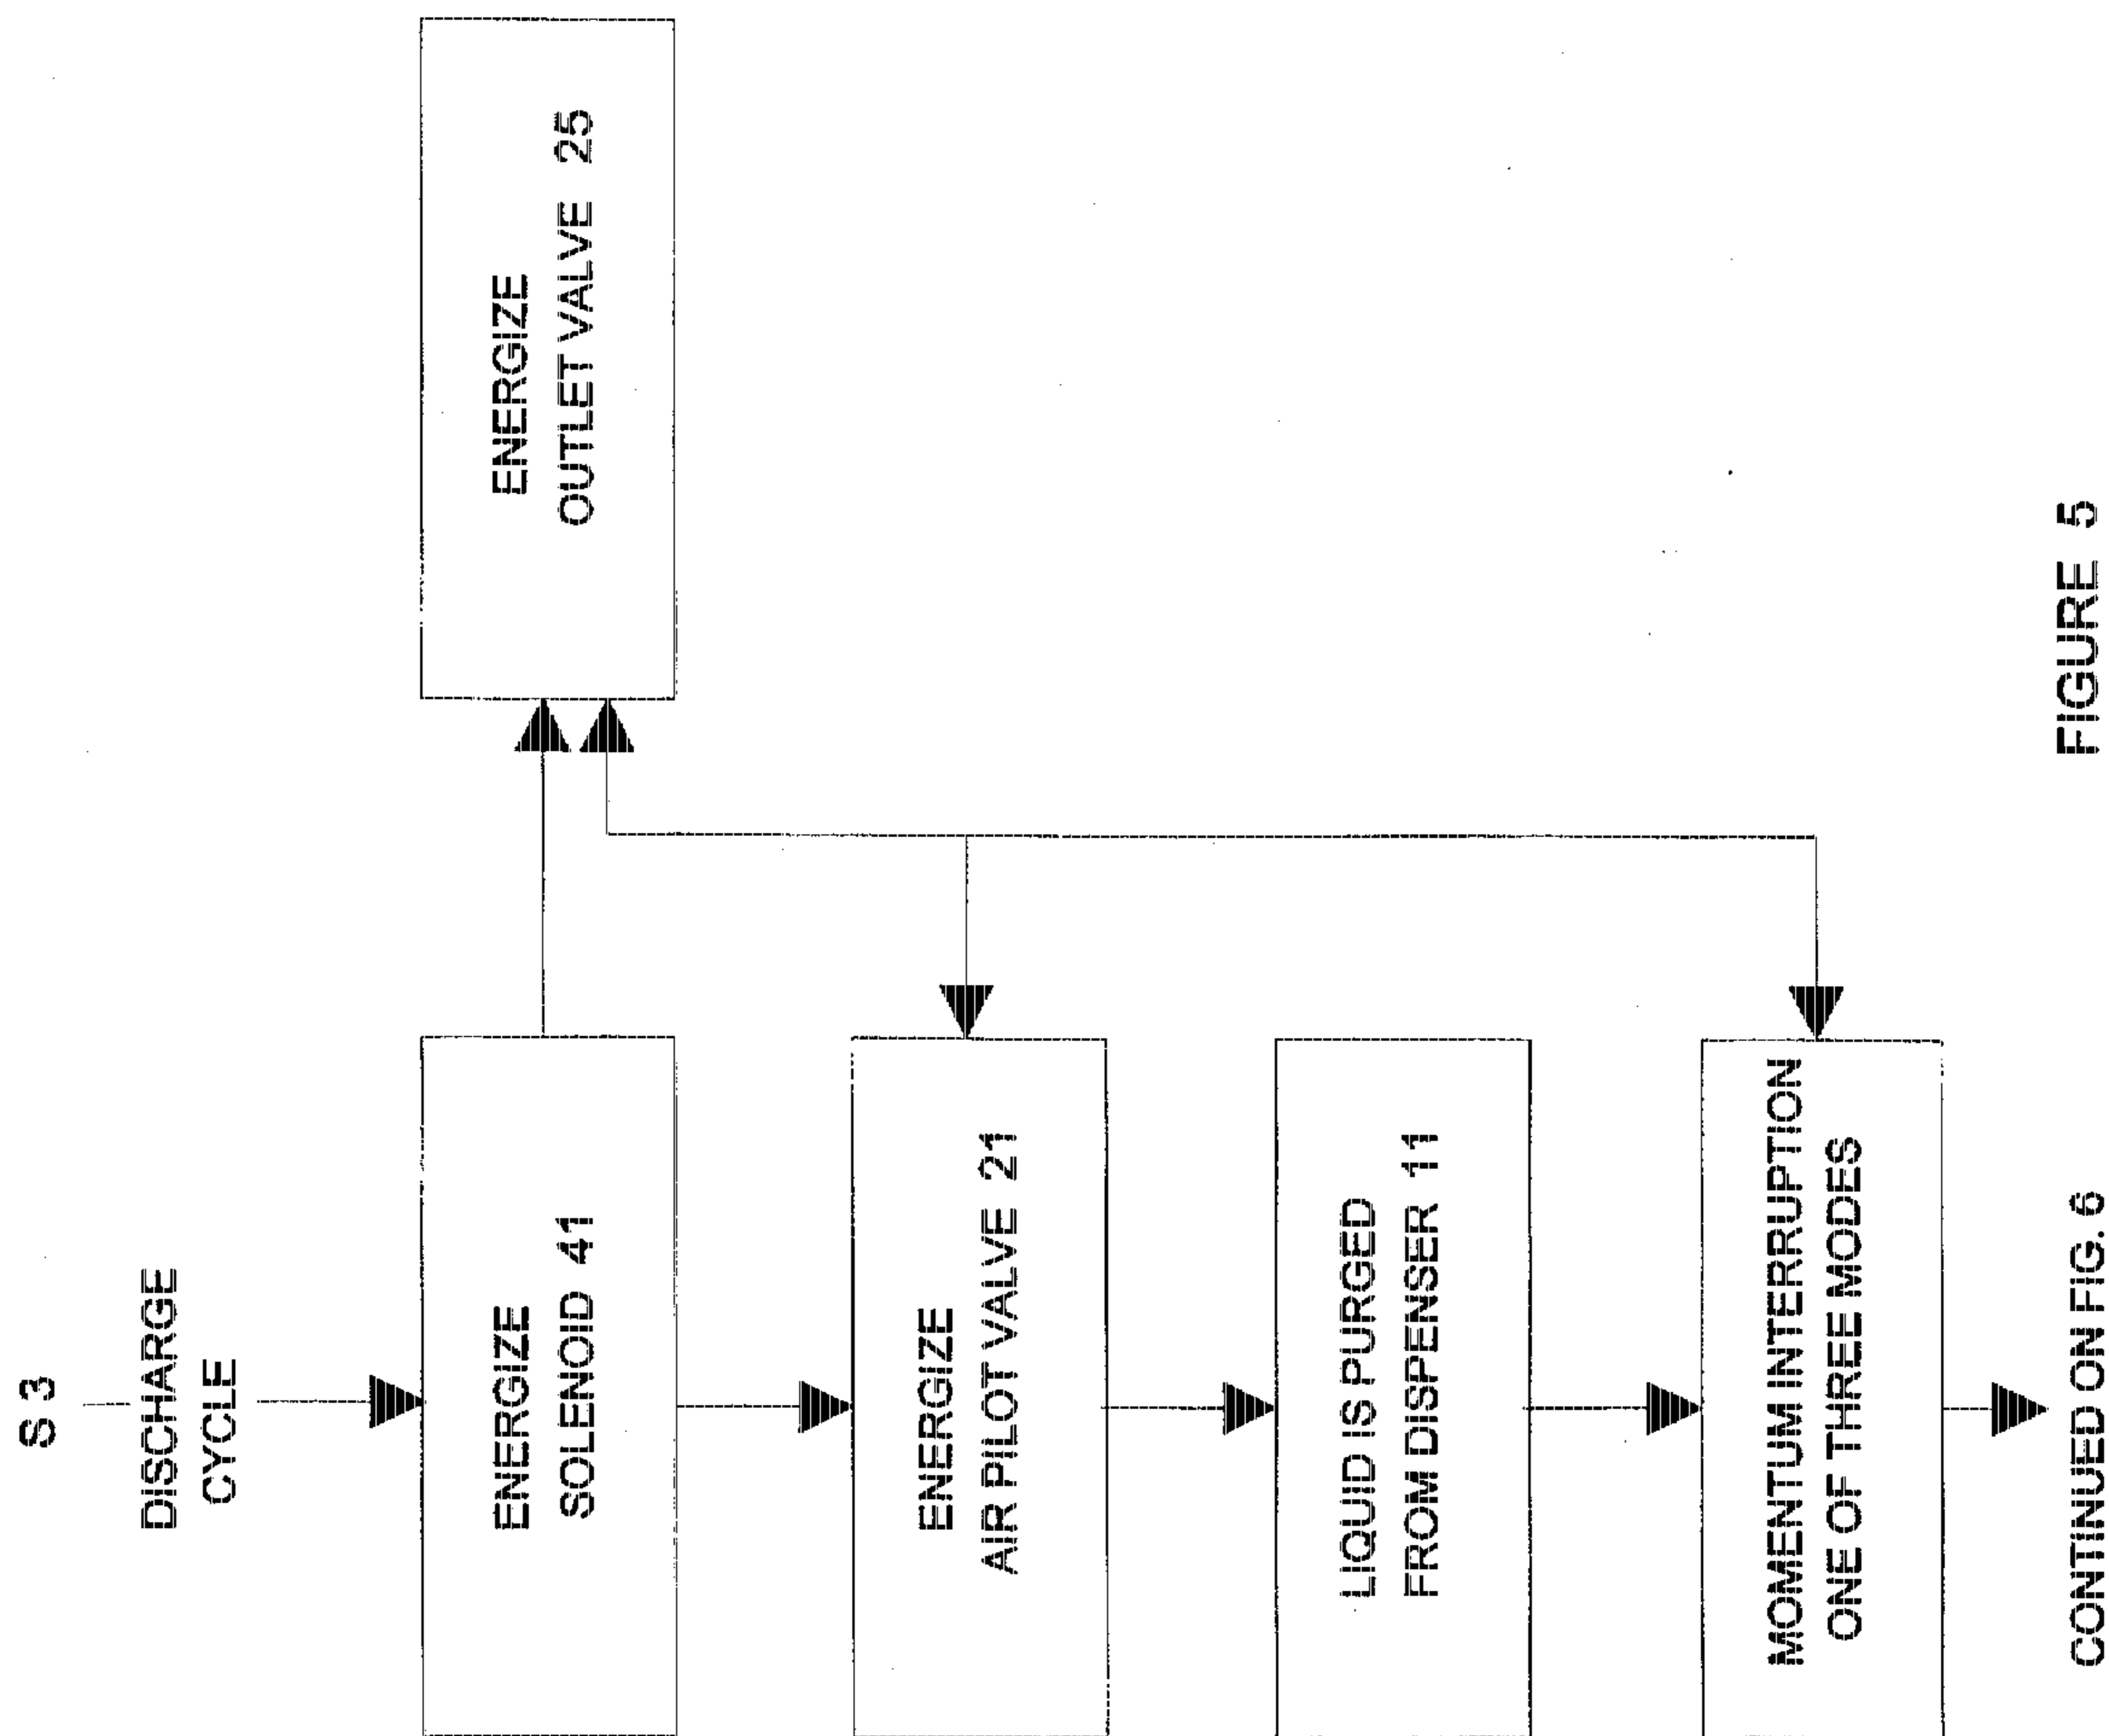 S 3
DISCHARGE
CYCLE
ENERGIZE
SOLENOID 41
ENERGIZE
OUTLET VALVE 25
ENERGIZE
AIR PILOT VALVE 21
LIQUID IS PURGED
FROM DISPENSER 11
MOMENTUM INTERRUPTION
ONE OF THREE MODES
CONTINUED ON FIG. 6
FIGURE 5